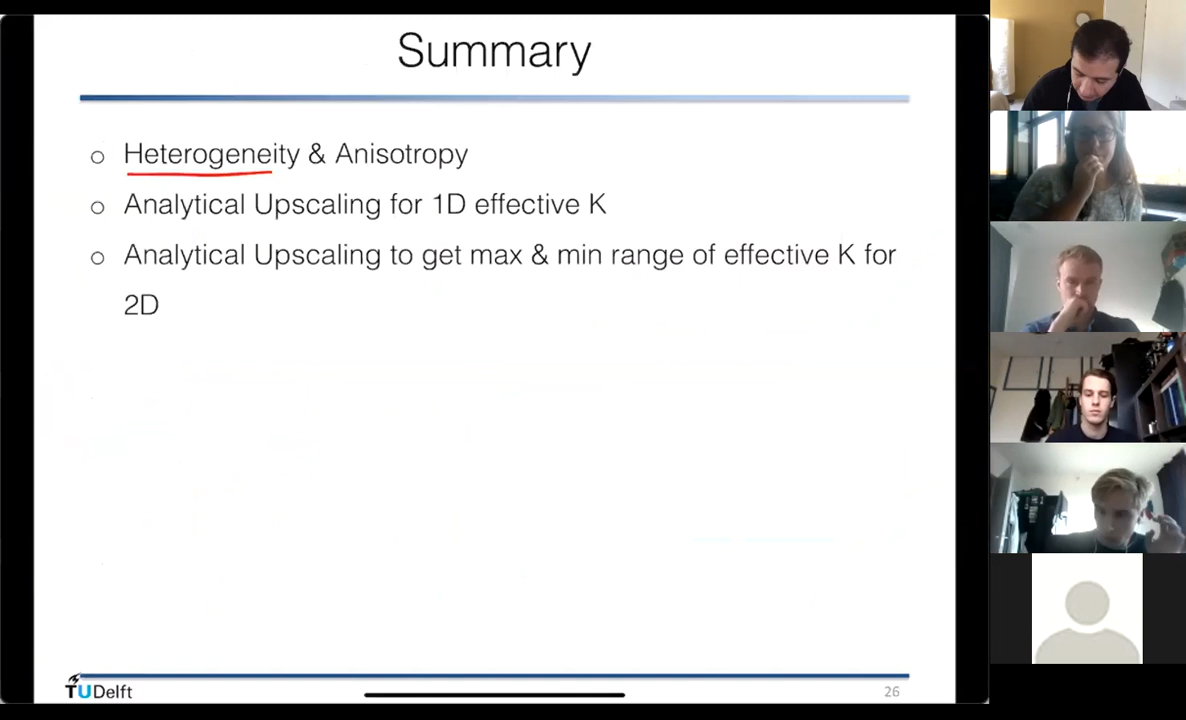 Summary
Heterogeneity & Anisotropy
Analytical Upscaling for 1D effective K
Analytical Upscaling to get max & min range of effective K for
2D
TUDelft
26